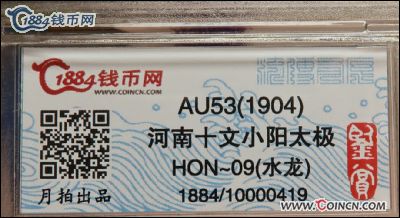 1884钱币网
1884钱币网
WWW.COINCN.COM
AU53(1904)
河南十文小阳太极
HON~09(水龙)
1884/10000419
月拍出品
鉴赏
www.CoinCN.com